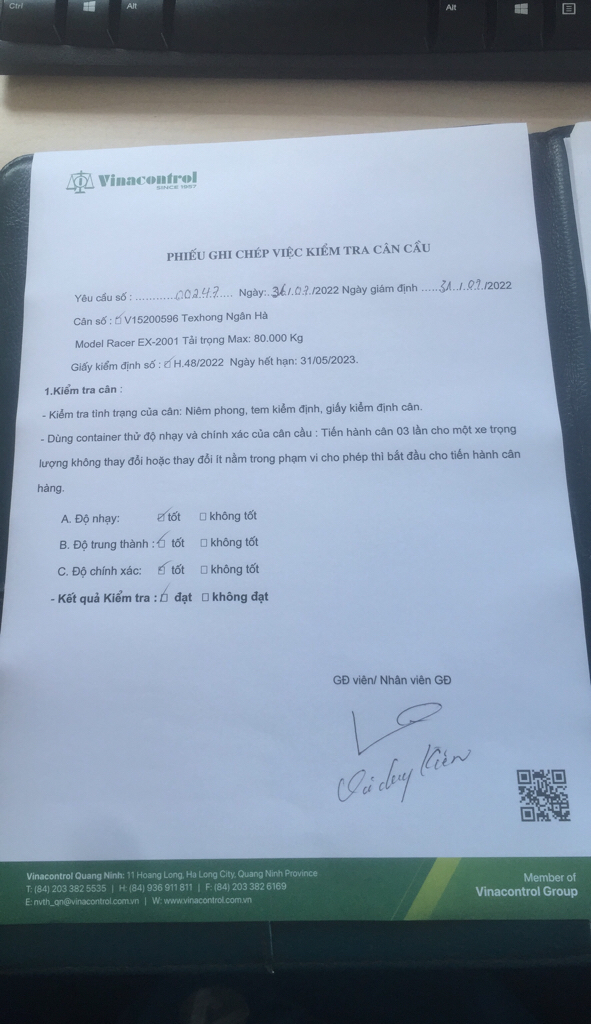 Ctrl Alt Alt
Vinacontrol
SINCE 1957
PHIẾU GHI CHÉP VIỆC KIỂM TRA CÂN CẦU
Yêu cầu số : ............00247.... Ngày:..31/.07./2022 Ngày giám định .....31../.07./2022
Cân số : ☑ V15200596 Texhong Ngân Hà
Model Racer EX-2001 Tải trọng Max: 80.000 Kg
Giấy kiểm định số : ☑ H.48/2022 Ngày hết hạn: 31/05/2023.
1.Kiểm tra cân :
- Kiểm tra tình trạng của cân: Niêm phong, tem kiểm định, giấy kiểm định cân.
- Dùng container thử độ nhạy và chính xác của cân cầu : Tiến hành cân 03 lần cho một xe trọng
lượng không thay đổi hoặc thay đổi ít nằm trong phạm vi cho phép thì bắt đầu cho tiến hành cân
hàng.
A. Độ nhạy: ☑ tốt ☐ không tốt
B. Độ trung thành : ☑ tốt ☐ không tốt
C. Độ chính xác: ☑ tốt ☐ không tốt
- Kết quả Kiểm tra : ☑ đạt ☐ không đạt
GĐ viên/ Nhân viên GĐ
Duy Kiên
Vinacontrol Quang Ninh: 11 Hoang Long, Ha Long City, Quang Ninh Province
T: (84) 203 382 5535 | H: (84) 936 911 811 | F: (84) 203 382 6169
E: nvth_qn@vinacontrol.com.vn | W: www.vinacontrol.com.vn
Member of
Vinacontrol Group